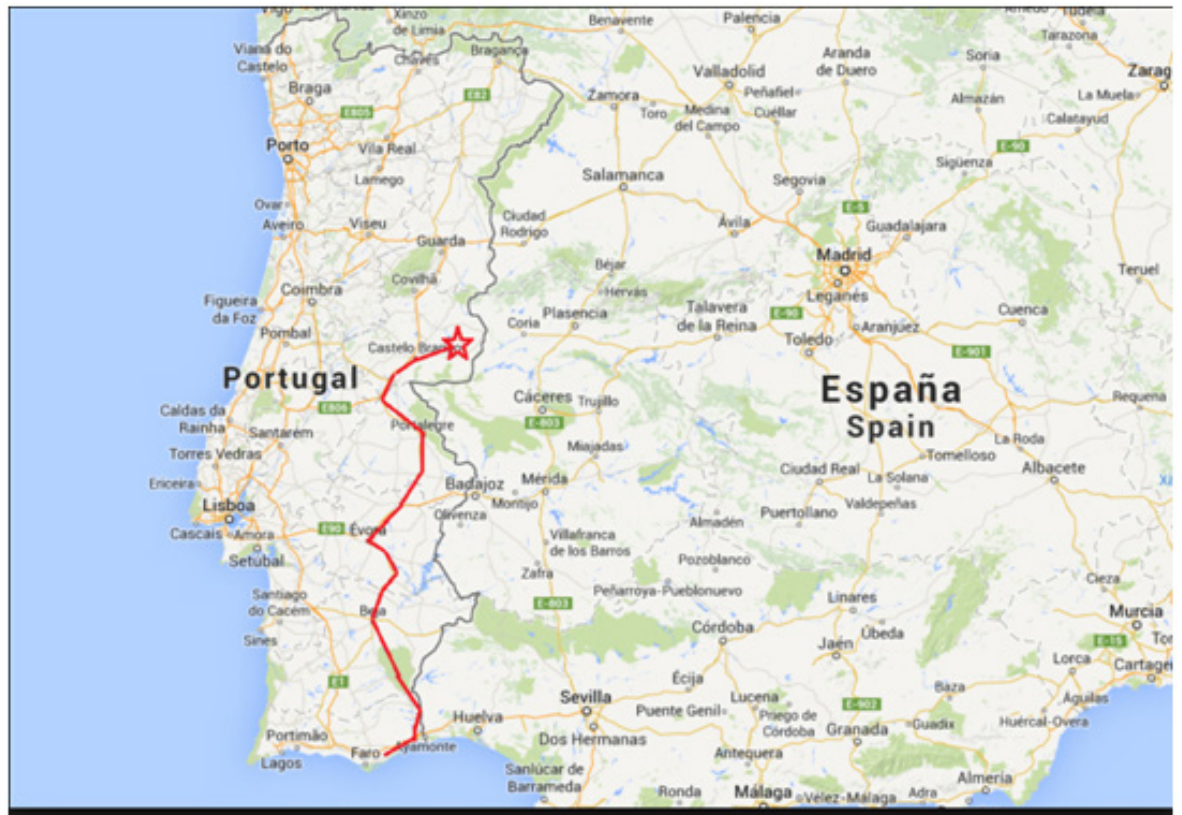 Xinzo
de Limia
Benavente
Palencia
Tudela
Tarazona
Viana do
Castelo
Chaves
Bragança
Aranda
de Duero
Soria
Zarag
Braga
E82
Zamora
Toro
Valladolid
Medina
del Campo
Peñafiel
Cuéllar
Almazán
La Muela
Calatayud
E805
Porto
Vila Real
Lamego
E-90
Sigüenza
Salamanca
Segovia
Ovar
Aveiro
Viseu
Guarda
Ciudad
Rodrigo
Ávila
E-5
Guadalajara
Madrid
Leganés
Covilhã
Béjar
Hervás
Teruel
Coimbra
Figueira
da Foz
Pombal
Coria
Plasencia
Talavera
de la Reina
E-90
Toledo
Aranjuez
Cuenca
E-901
Portugal
Castelo
España
Spain
Caldas da
Rainha
E806
Santarém
Portalegre
Cáceres
Trujillo
E-803
Requena
Torres Vedras
Miajadas
La Roda
Ericeira
Lisboa
Badajoz
Mérida
Montijo
Ciudad Real
La Solana
Tomelloso
Albacete
Cascais
Amora
Setúbal
E90
Évora
Olivenza
Almadén
Puertollano
Valdepeñas
Villafranca
de los Barros
Zafra
Pozoblanco
Peñarroya-Pueblonuevo
Cieza
Santiago
do Cacém
Sines
Beja
E-803
Linares
Murcia
Córdoba
Jaén
Úbeda
E-15
Tor
Lorca
Cartage
E1
Écija
Baza
Águilas
Huelva
Sevilla
Puente Genil
Lucena
Priego de
Córdoba
E-902
Granada
Guadix
Huércal-Overa
Portimão
Lagos
Faro
Ayamonte
Dos Hermanas
Antequera
Sanlúcar de
Barrameda
Ronda
Málaga
Vélez-Málaga
Adra
Almería